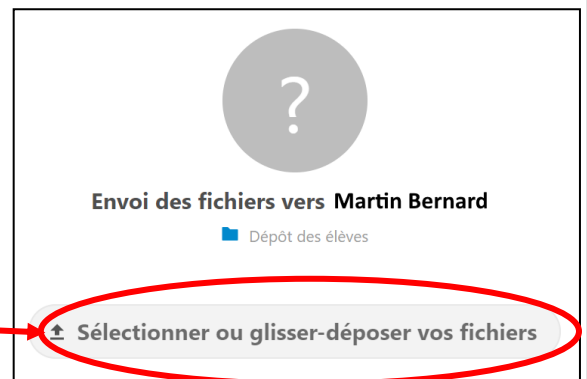 ?
Envoi des fichiers vers Martin Bernard
Dépôt des élèves
Sélectionner ou glisser-déposer vos fichiers